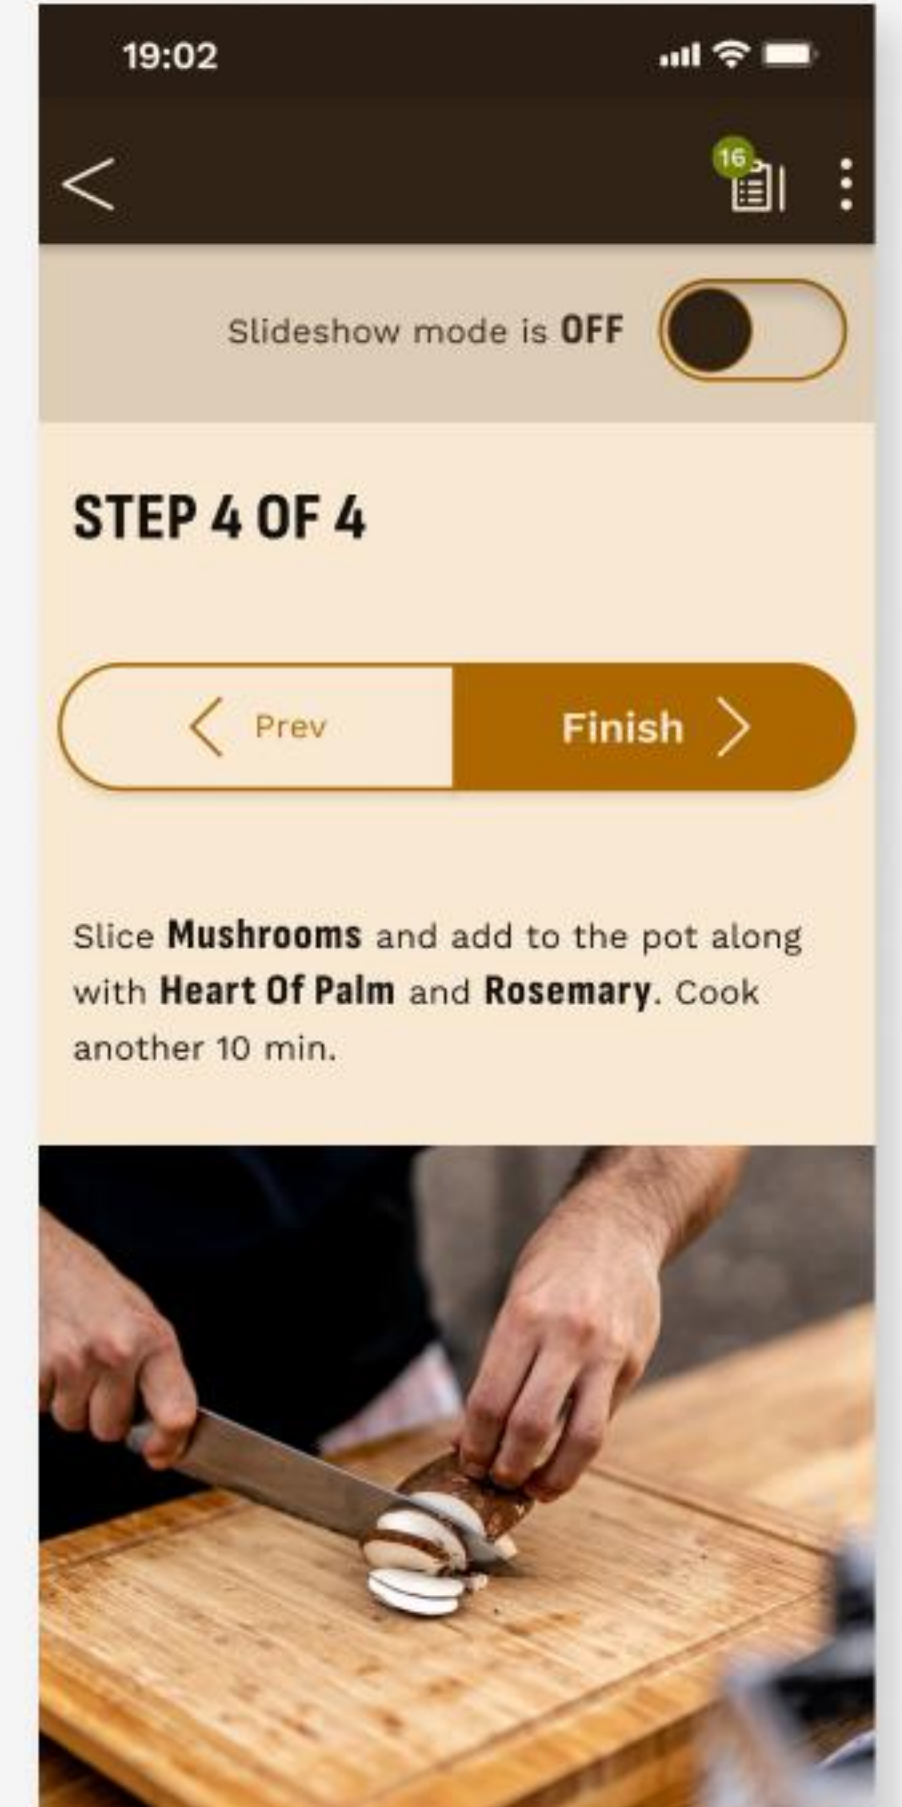 19:02
16
Slideshow mode is OFF
STEP 4 OF 4
Prev
Finish
Slice Mushrooms and add to the pot along
with Heart Of Palm and Rosemary. Cook
another 10 min.